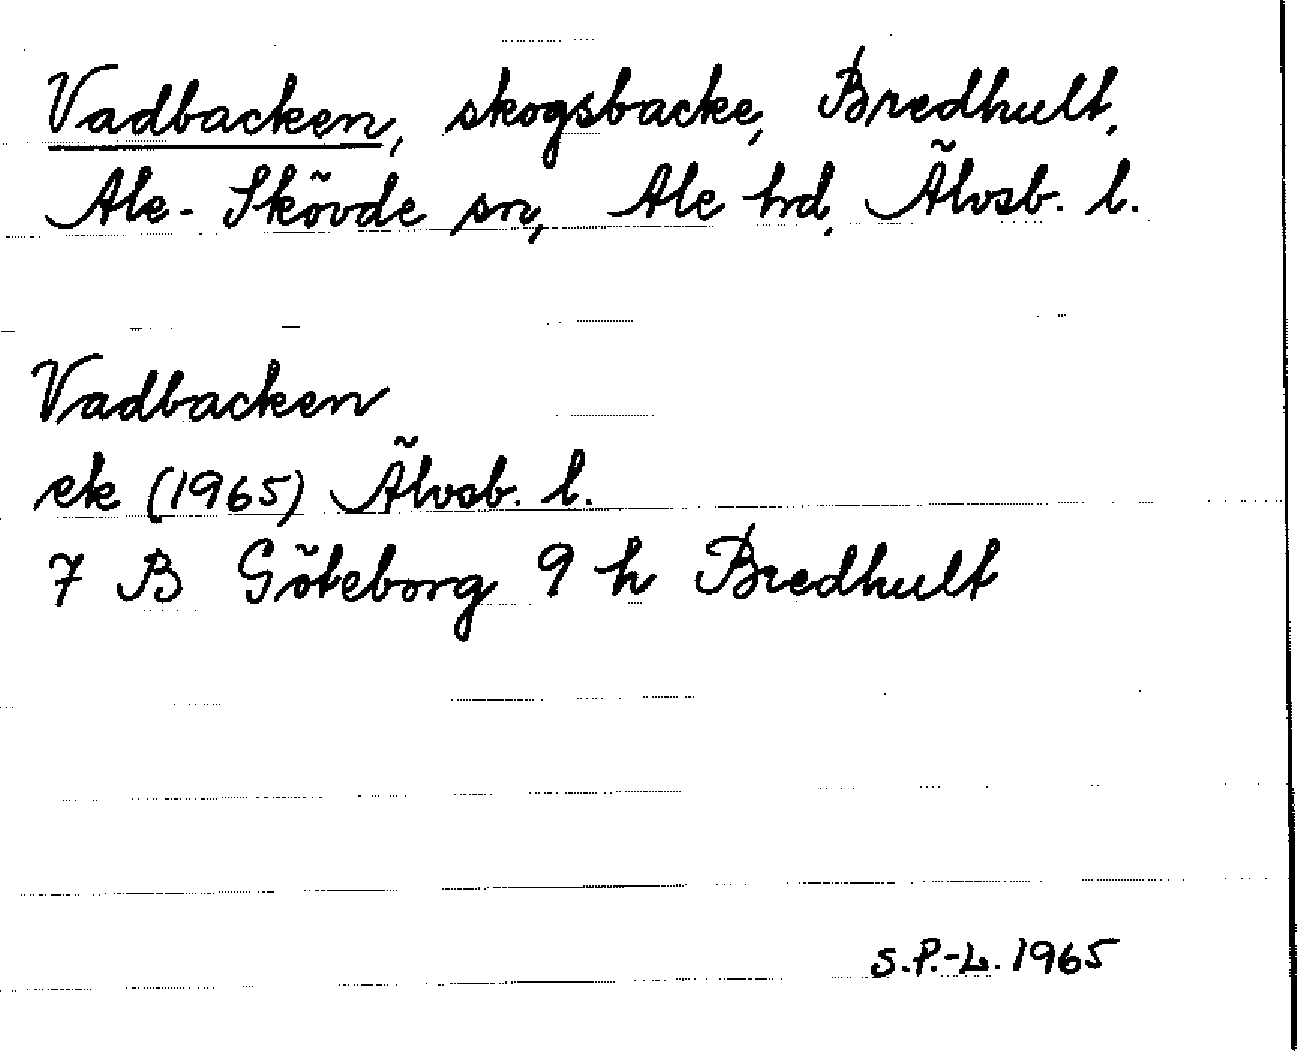 Vadbacken, skogsbacke, Bredhult,
Ale-Skövde sn, Ale hd, Älvsb. l.
Vadbacken
ek (1965) Älvsb. l.
7 B Göteborg 9 h Bredhult
S.P.-L. 1965